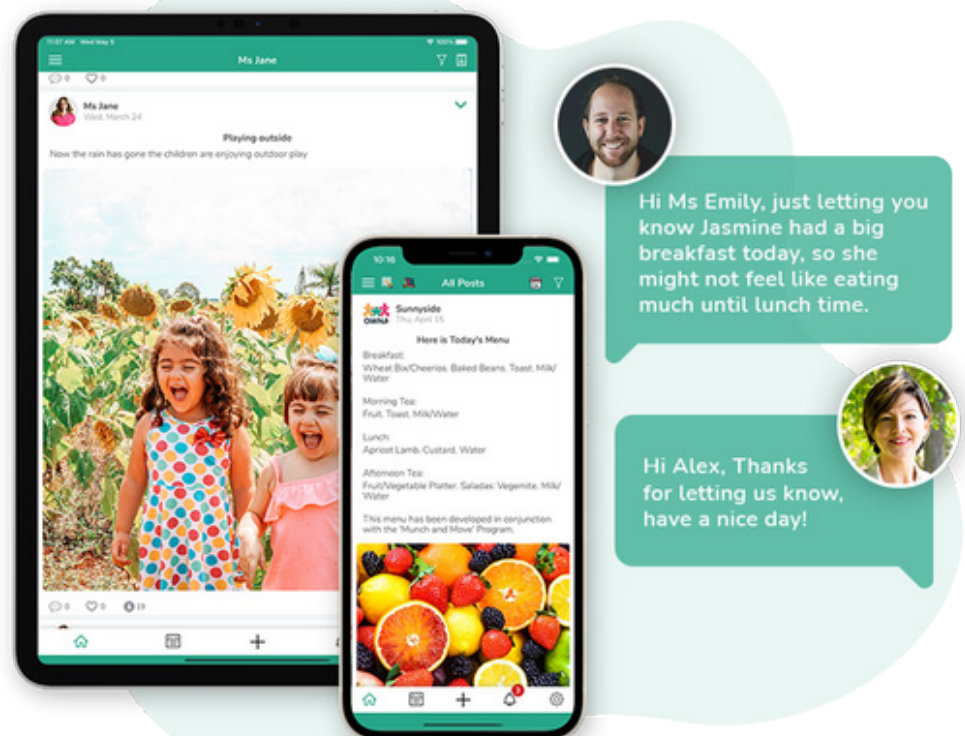 11:07 AM Wed May 5
100%
Ms Jane
0 0
Ms Jane
Wed, March 24
Playing outside
Now the rain has gone the children are enjoying outdoor play
0 0 19
10:16
All Posts
OWNA
Sunnyside
Thu, April 15
Here is Today's Menu
Breakfast:
Wheat Bix/Cheerios, Baked Beans, Toast, Milk/
Water
Morning Tea:
Fruit, Toast, Milk/Water
Lunch:
Apricot Lamb, Custard, Water
Afternoon Tea:
Fruit/Vegetable Platter, Saladas, Vegemite, Milk/
Water
This menu has been developed in conjunction
with the 'Munch and Move' Program.
3
Hi Ms Emily, just letting you
know Jasmine had a big
breakfast today, so she
might not feel like eating
much until lunch time.
Hi Alex, Thanks
for letting us know,
have a nice day!